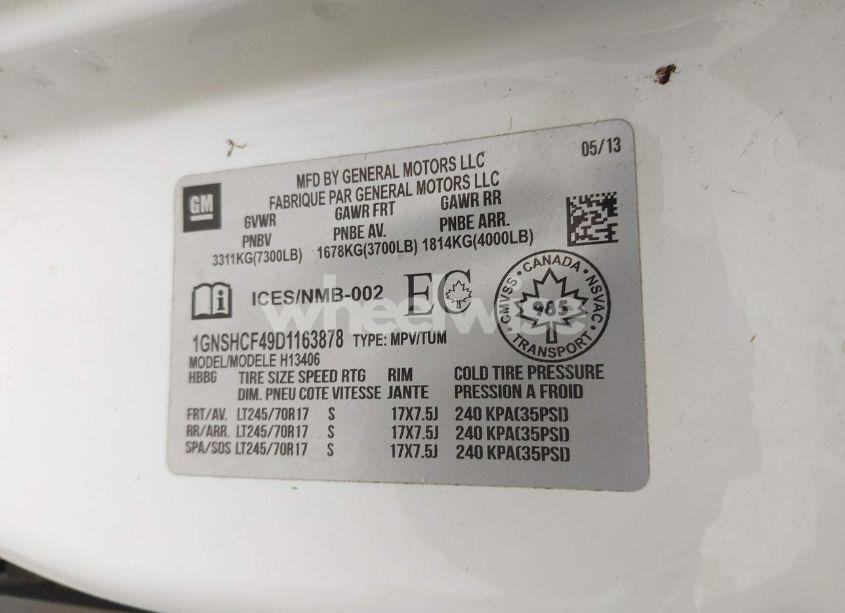 05/13
MFD BY GENERAL MOTORS LLC
FABRIQUE PAR GENERAL MOTORS LLC
GM
GVWR GAWR FRT GAWR RR
PNBV PNBE AV. PNBE ARR.
3311KG(7300LB) 1678KG(3700LB) 1814KG(4000LB)
ICES/NMB-002 EC
CANADA • NSVAC • TRANSPORT • CMVSS •
985
wheelwise
1GNSHCF49D1163878 TYPE: MPV/TUM
MODEL/MODELE H13406
HBBG TIRE SIZE SPEED RTG RIM COLD TIRE PRESSURE
DIM. PNEU COTE VITESSE JANTE PRESSION A FROID
FRT/AV. LT245/70R17 S 17X7.5J 240 KPA(35PSI)
RR/ARR. LT245/70R17 S 17X7.5J 240 KPA(35PSI)
SPA/SOS LT245/70R17 S 17X7.5J 240 KPA(35PSI)